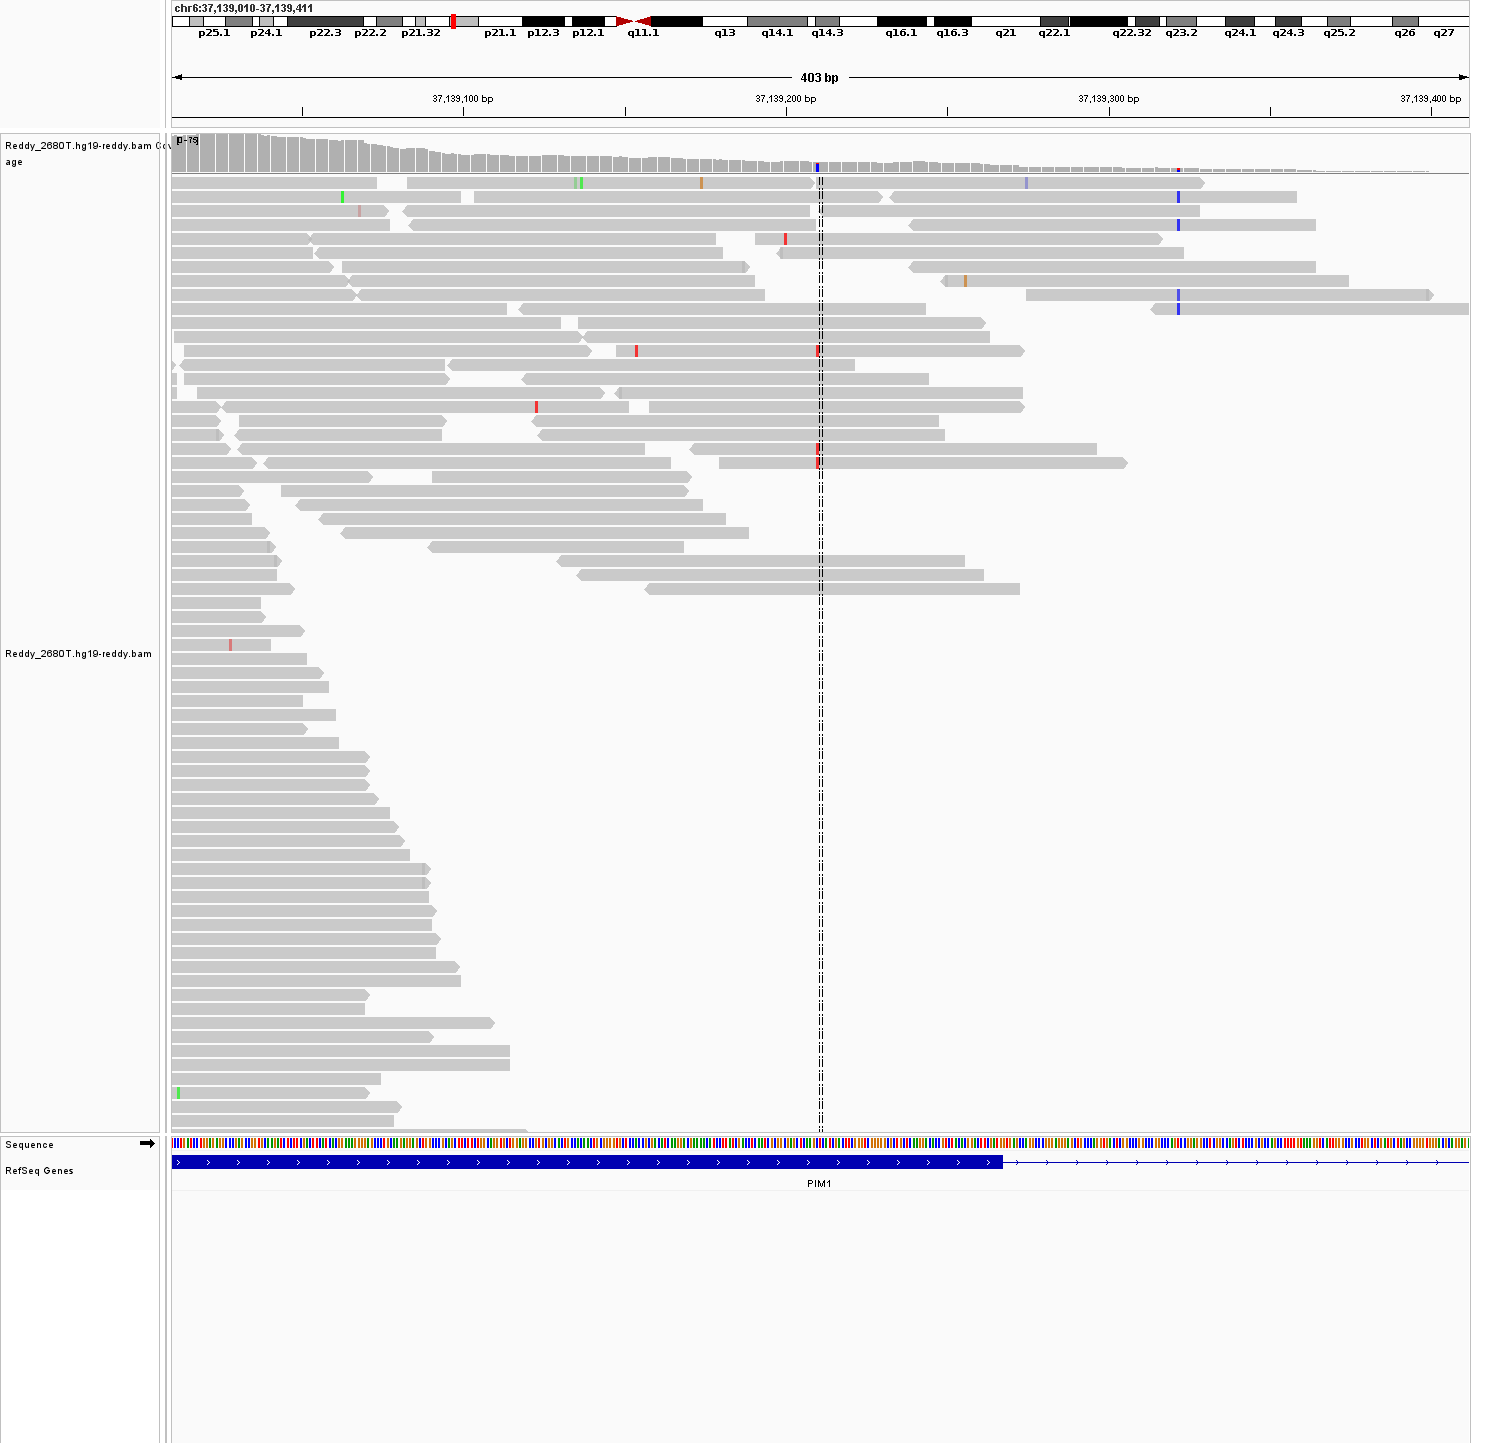 chr6:37,139,010-37,139,411
p25.1 p24.1 p22.3 p22.2 p21.32 p21.1 p12.3 p12.1 q11.1 q13 q14.1 q14.3 q16.1 q16.3 q21 q22.1 q22.32 q23.2 q24.1 q24.3 q25.2 q26 q27
403 bp
37,139,100 bp 37,139,200 bp 37,139,300 bp 37,139,400 bp
Reddy_2680T.hg19-reddy.bam Cov
age
Reddy_2680T.hg19-reddy.bam
Sequence
RefSeq Genes
PIM1